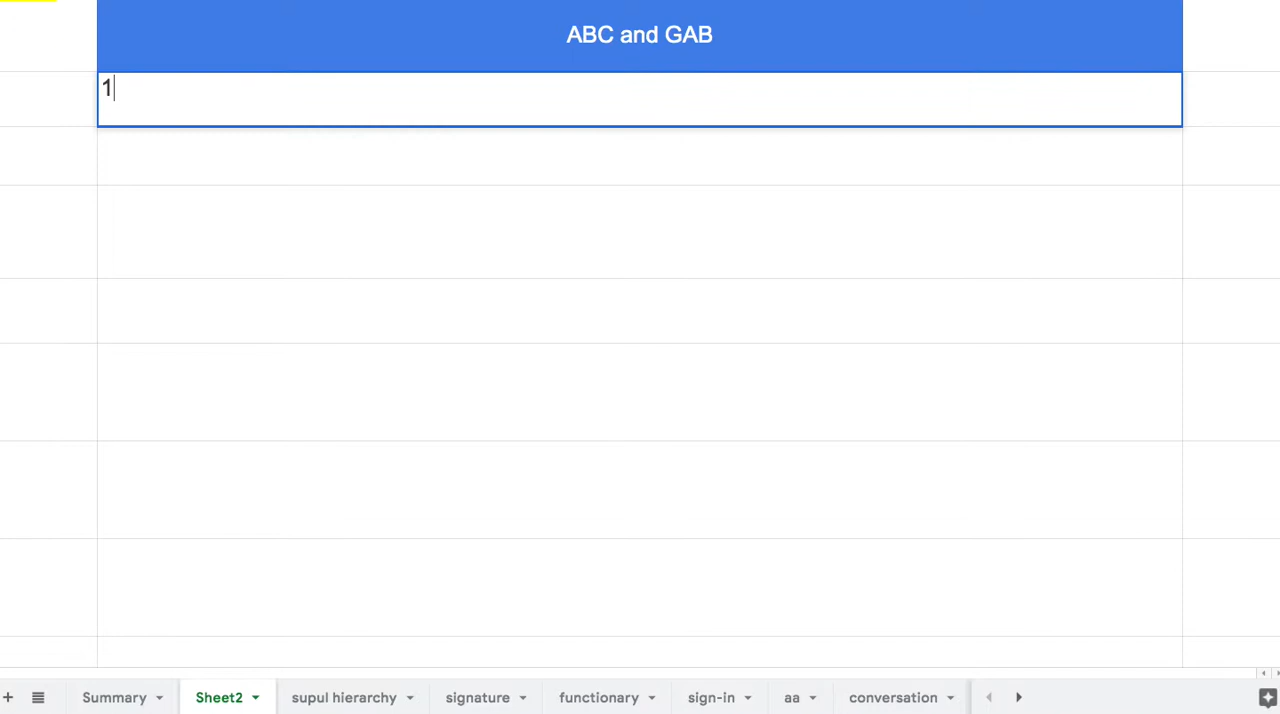 ABC and GAB
1
Summary
Sheet2
supul hierarchy
signature
functionary
sign-in
aa
conversation